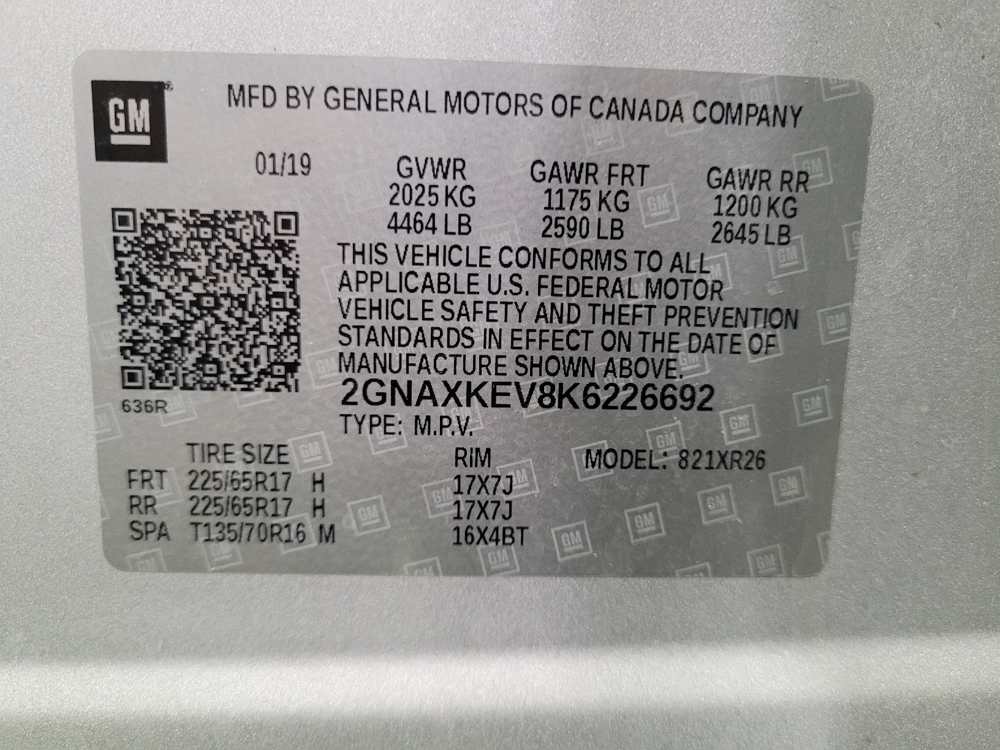 GM
MFD BY GENERAL MOTORS OF CANADA COMPANY
01/19 GVWR GAWR FRT GAWR RR
2025 KG 1175 KG 1200 KG
4464 LB 2590 LB 2645 LB
THIS VEHICLE CONFORMS TO ALL
APPLICABLE U.S. FEDERAL MOTOR
VEHICLE SAFETY AND THEFT PREVENTION
STANDARDS IN EFFECT ON THE DATE OF
MANUFACTURE SHOWN ABOVE.
2GNAXKEV8K6226692
636R
TYPE: M.P.V.
TIRE SIZE RIM MODEL: 821XR26
FRT 225/65R17 H 17X7J
RR 225/65R17 H 17X7J
SPA T135/70R16 M 16X4BT